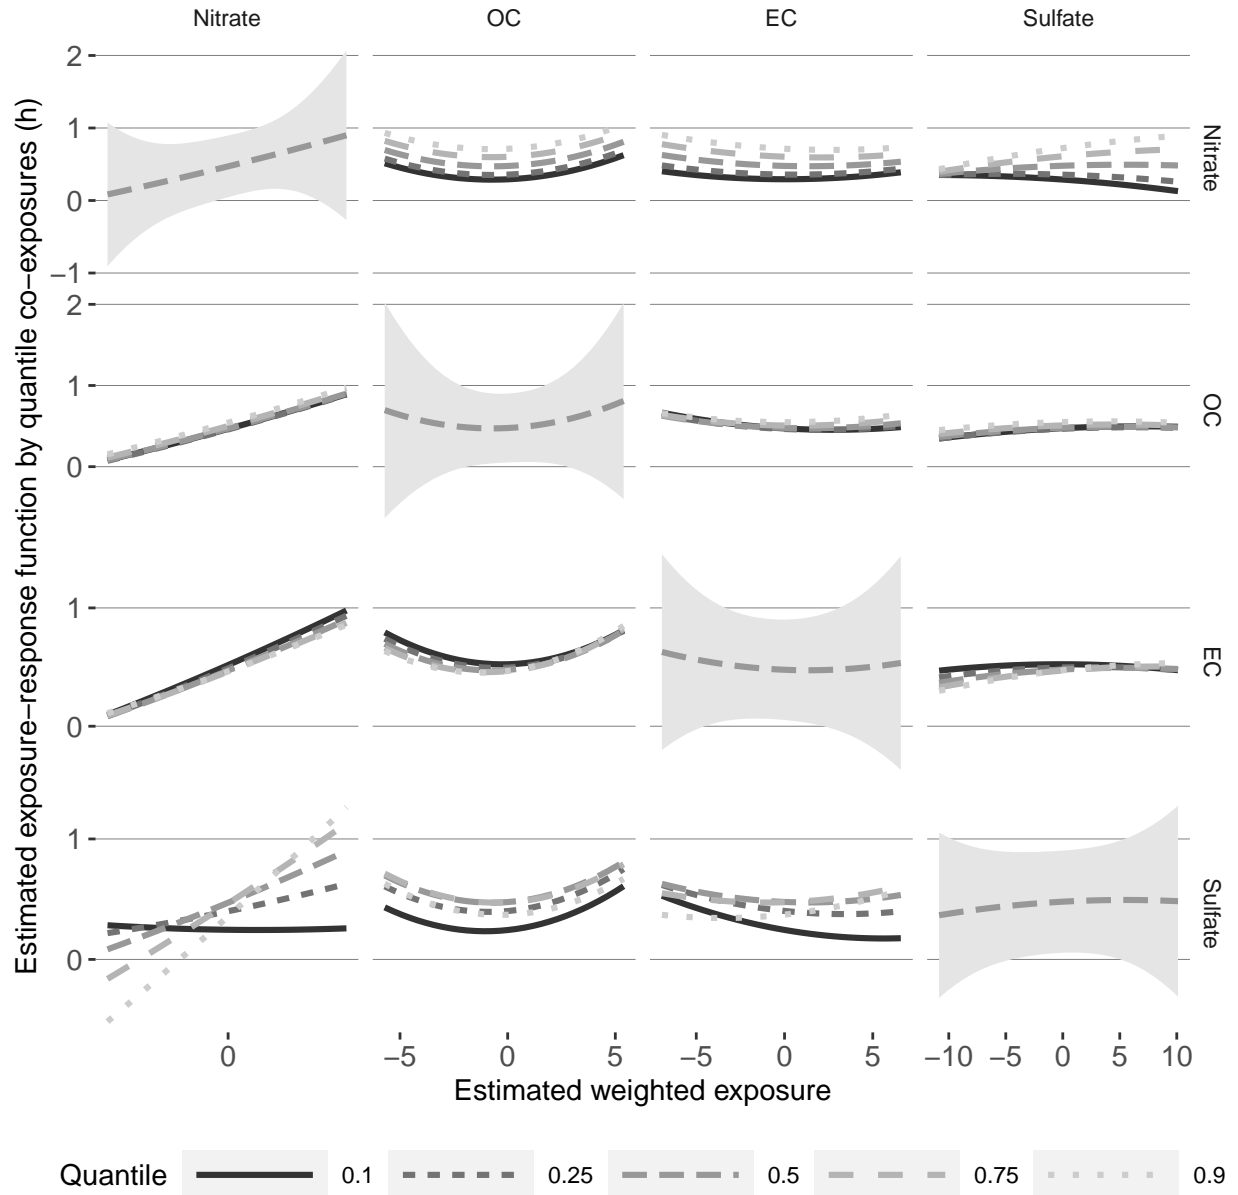 Nitrate OC EC Sulfate
Estimated exposure−response function by quantile co−exposures (h)
2
1
0
−1
Nitrate
2
1
0
OC
1
0
EC
1
0
Sulfate
0 −5 0 5 −5 0 5 −10 −5 0 5 10
Estimated weighted exposure
Quantile 0.1 0.25 0.5 0.75 0.9